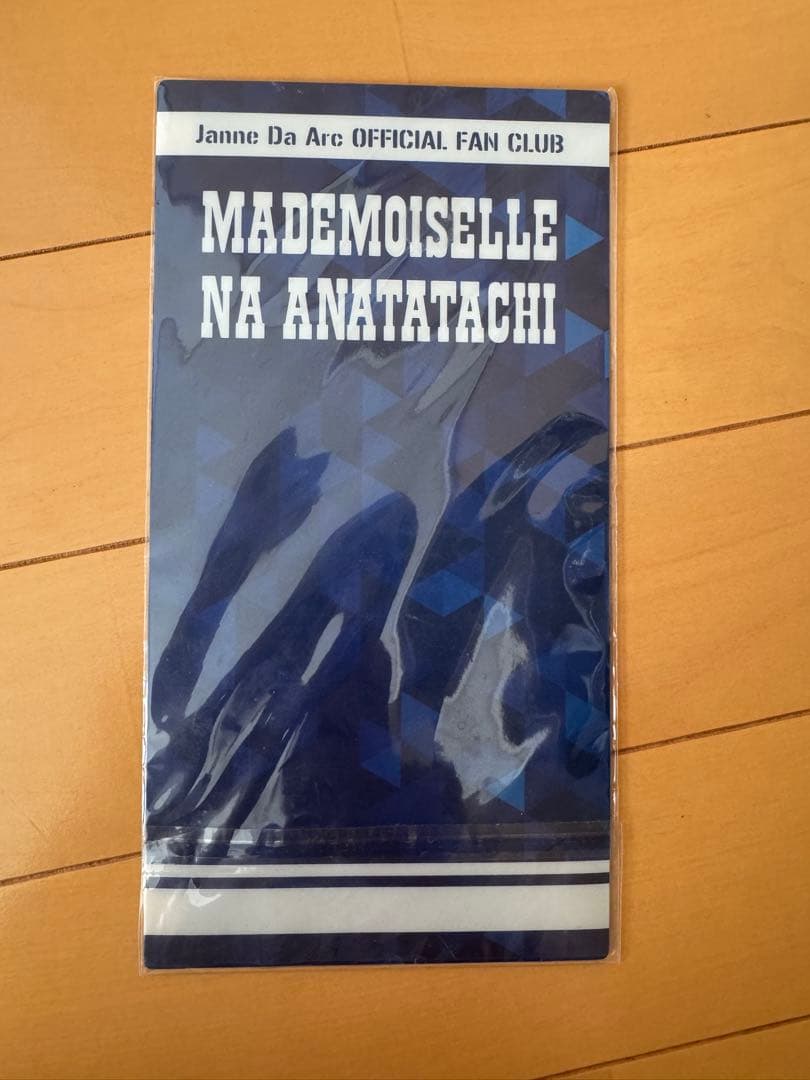 Janne Da Arc OFFICIAL FAN CLUB
MADEMOISELLE
NA ANATATACHI